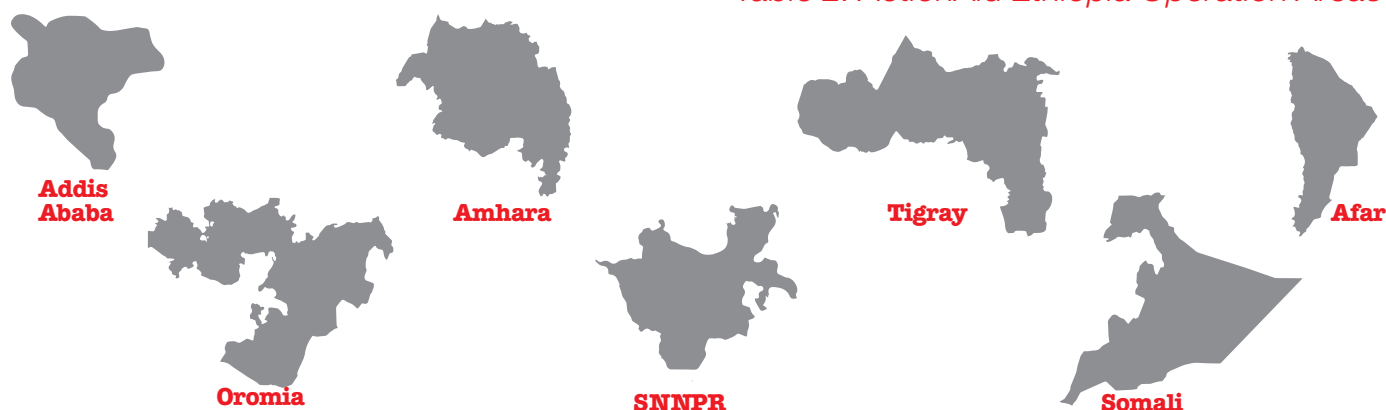 Table 2: ActionAid Ethiopia Operation Areas
Addis
Ababa
Amhara
Tigray
Afar
Oromia
SNNPR
Somali